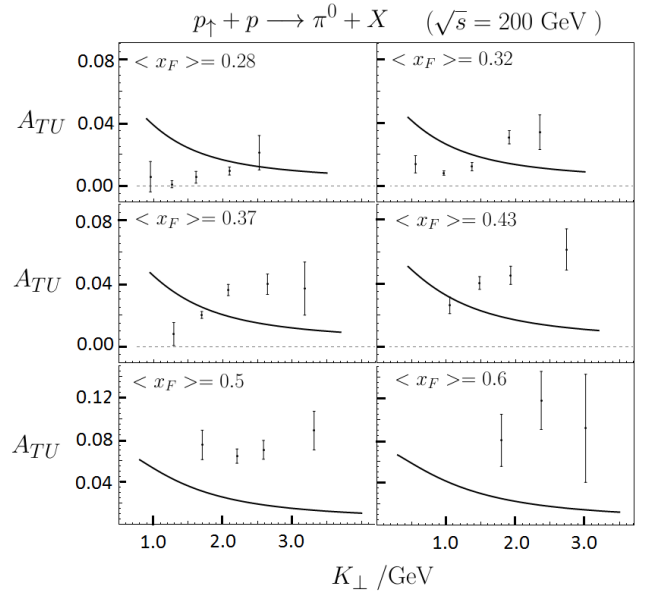 p↑ + p ⟶ π⁰ + X (√s = 200 GeV )
0.08 < x_F >= 0.28 < x_F >= 0.32
A_TU 0.04
0.00
0.08 < x_F >= 0.37 < x_F >= 0.43
A_TU 0.04
0.00
< x_F >= 0.5 < x_F >= 0.6
0.12
A_TU 0.08
0.04
1.0 2.0 3.0 1.0 2.0 3.0
K_⊥ /GeV